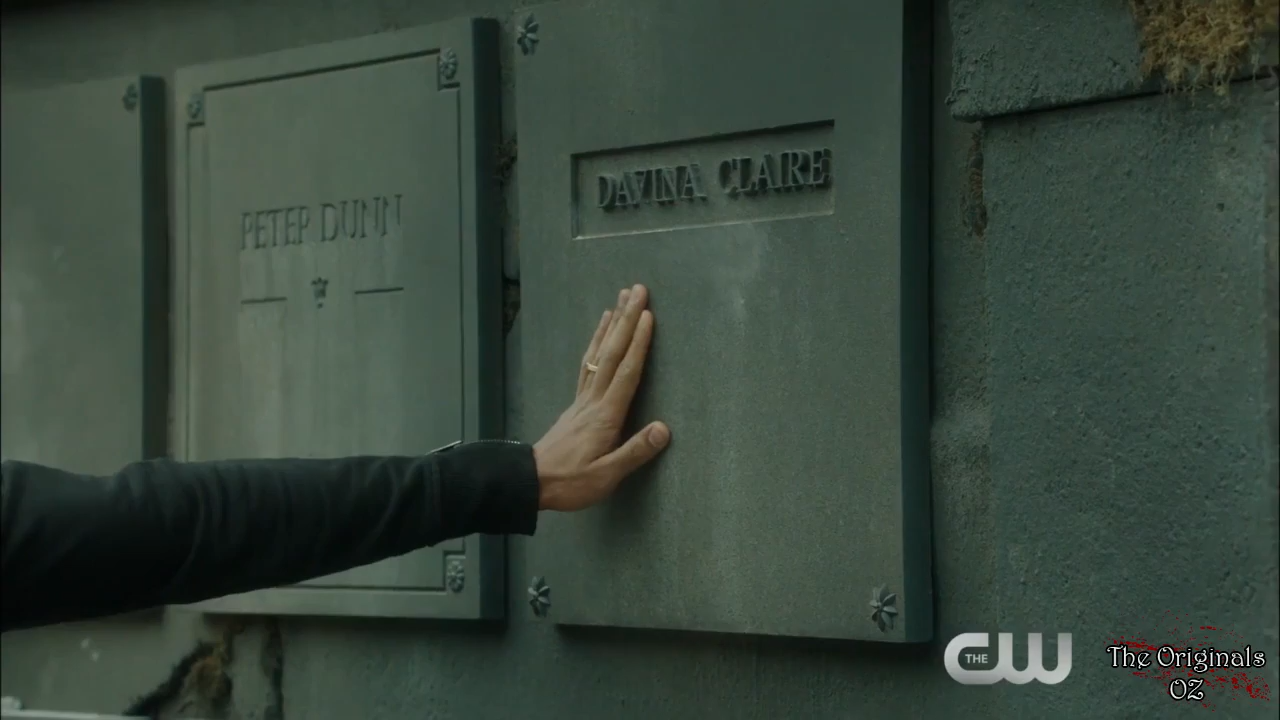 PETER DUNN
DAVINA CLAIRE
THE CW
The Originals
OZ